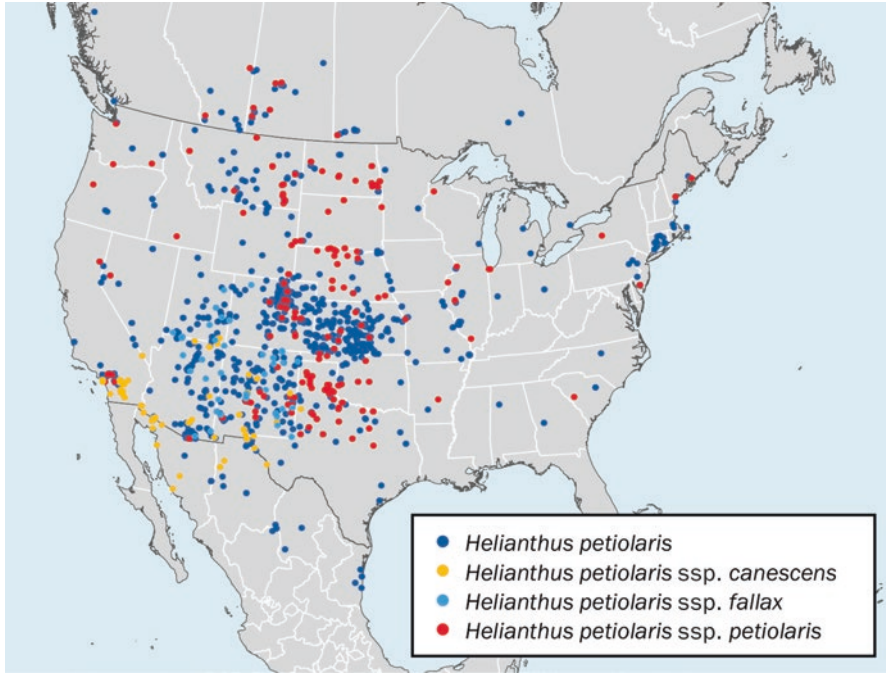 Helianthus petiolaris
Helianthus petiolaris ssp. canescens
Helianthus petiolaris ssp. fallax
Helianthus petiolaris ssp. petiolaris